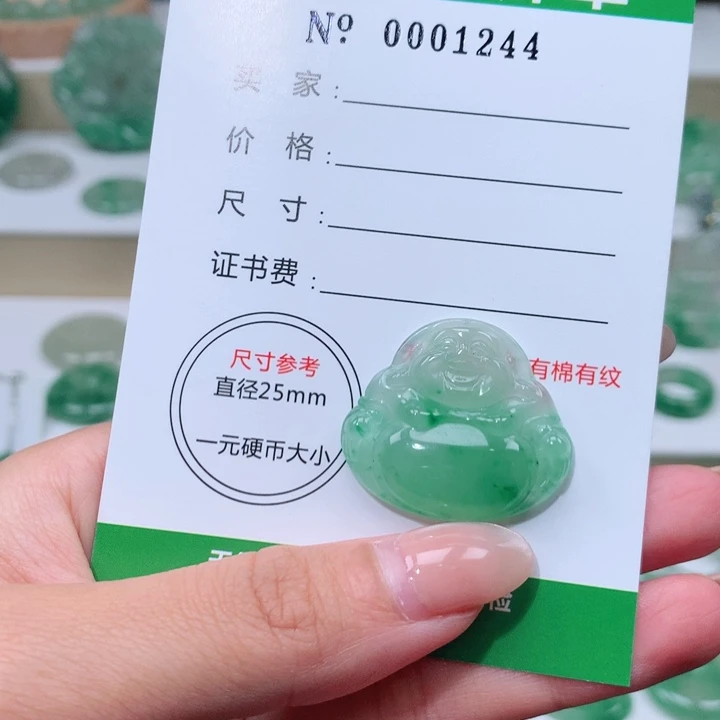 Nº 0001244
买家：
价格：
尺寸：
证书费：
尺寸参考
直径25mm
一元硬币大小
有棉有纹
检